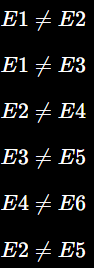 E1 ≠ E2
E1 ≠ E3
E2 ≠ E4
E3 ≠ E5
E4 ≠ E6
E2 ≠ E5